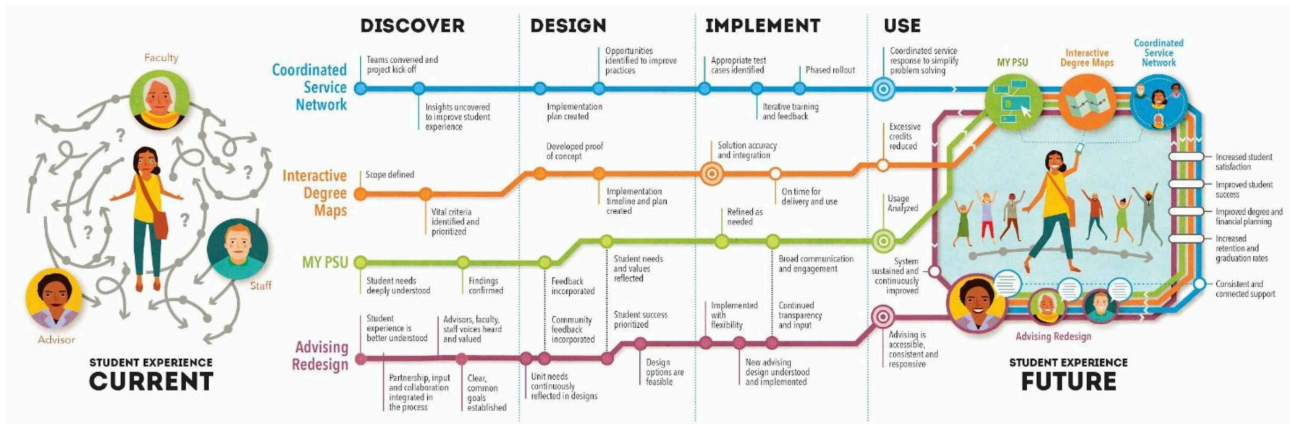 DISCOVER
DESIGN
IMPLEMENT
USE
Faculty
?
?
?
?
?
Staff
Advisor
STUDENT EXPERIENCE
CURRENT
Coordinated
Service
Network
Teams convened and
project kick off
Insights uncovered
to improve student
experience
Implementation
plan created
Opportunities
identified to improve
practices
Appropriate test
cases identified
Iterative training
and feedback
Phased rollout
Coordinated service
response to simplify
problem solving
Interactive
Degree
Maps
Scope defined
Vital criteria
identified and
prioritized
Developed proof
of concept
Implementation
timeline and plan
created
Solution accuracy
and integration
On time for
delivery and use
Excessive
credits
reduced
MY PSU
Student needs
deeply understood
Findings
confirmed
Feedback
incorporated
Student needs
and values
reflected
Refined as
needed
Broad communication
and engagement
Usage
Analyzed
System
sustained and
continuously
improved
Advising
Redesign
Student
experience is
better understood
Partnership, input
and collaboration
integrated in
the process
Advisors, faculty,
staff voices heard
and valued
Clear,
common
goals
established
Unit needs
continuously
reflected in designs
Community
feedback
incorporated
Student success
prioritized
Design
options are
feasible
Implemented
with
flexibility
New advising
design understood
and implemented
Continued
transparency
and input
Advising is
accessible,
consistent and
responsive
MY PSU
Interactive
Degree Maps
Coordinated
Service
Network
Increased student
satisfaction
Improved student
success
Improved degree and
financial planning
Increased
retention and
graduation rates
Consistent and
connected support
Advising Redesign
STUDENT EXPERIENCE
FUTURE